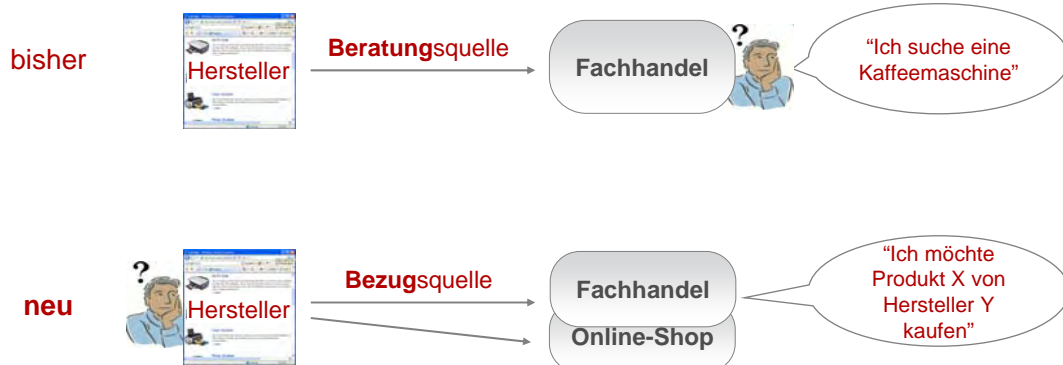 bisher
Hersteller
Beratungsquelle
Fachhandel
?
“Ich suche eine
Kaffeemaschine”
neu
?
Hersteller
Bezugsquelle
Fachhandel
Online-Shop
“Ich möchte
Produkt X von
Hersteller Y
kaufen”